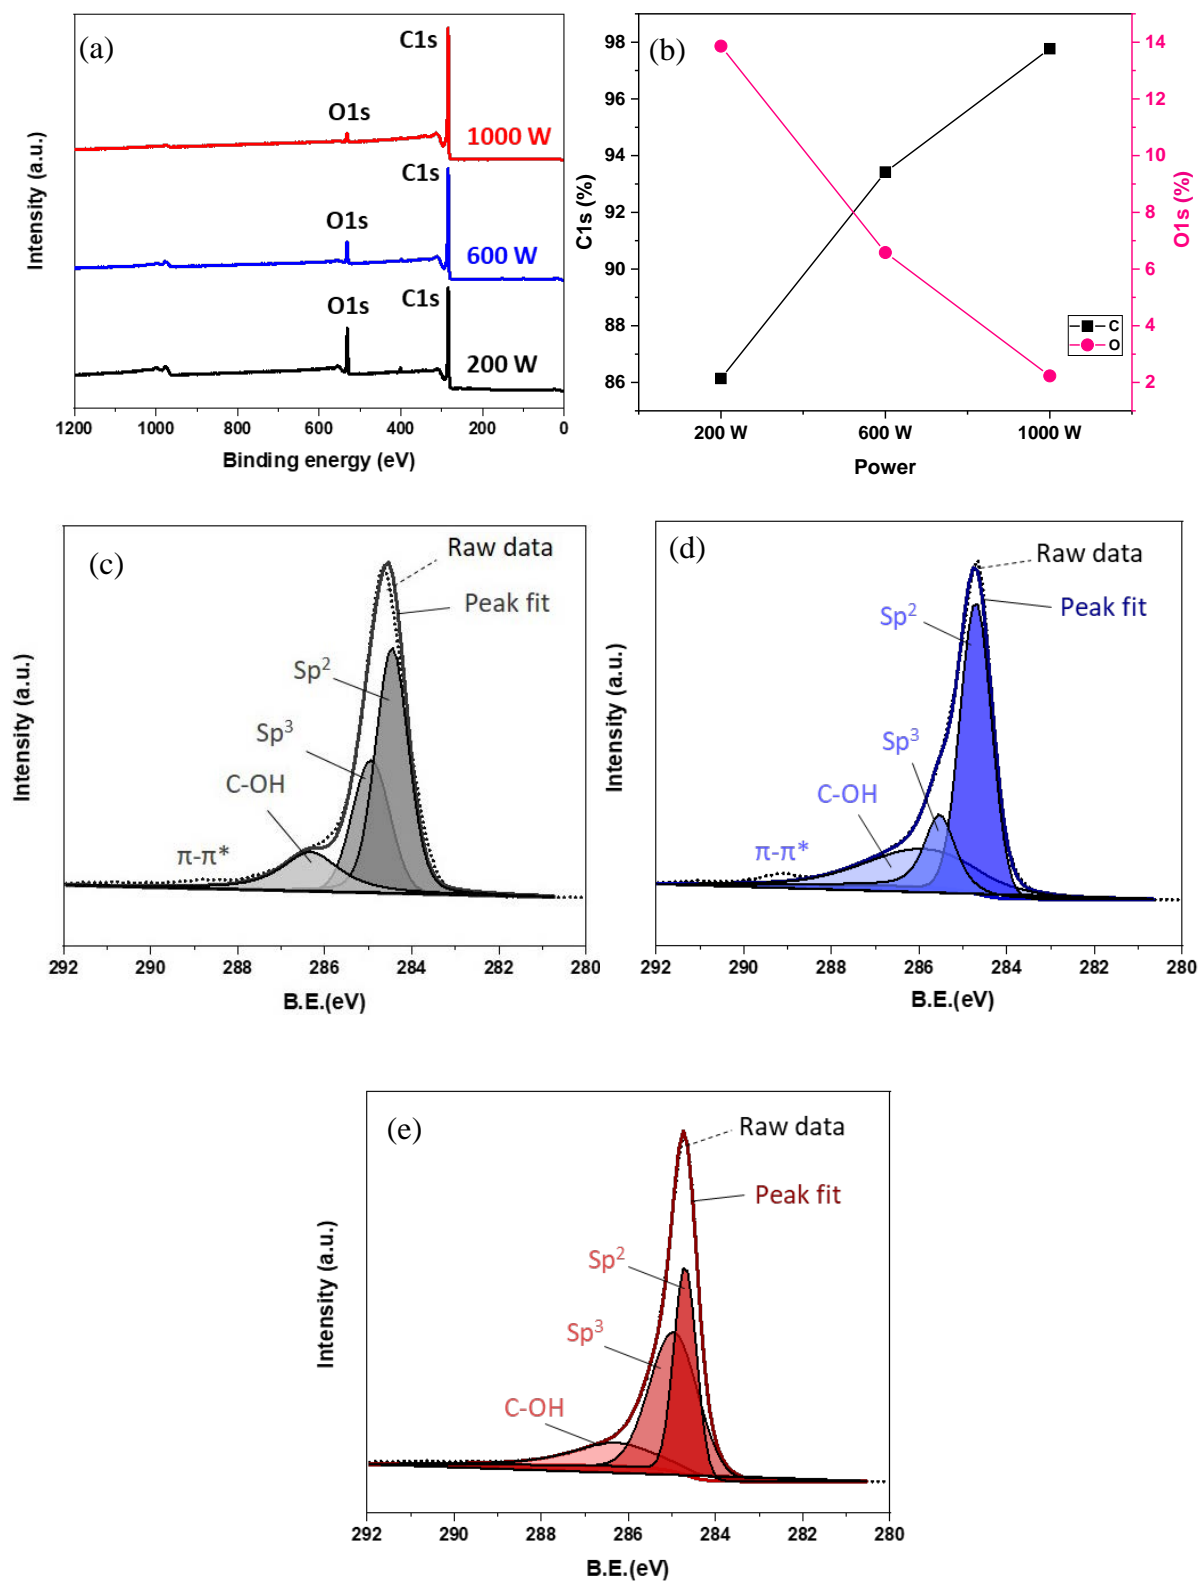 (a)
C1s
O1s
1000 W
C1s
O1s
600 W
C1s
O1s
200 W
Intensity (a.u.)
1200 1000 800 600 400 200 0
Binding energy (eV)
(b)
98
96
94
92
90
88
86
C1s (%)
14
12
10
8
6
4
2
O1s (%)
C
O
200 W 600 W 1000 W
Power
(c)
Raw data
Peak fit
Sp²
Sp³
C-OH
π-π*
Intensity (a.u.)
292 290 288 286 284 282 280
B.E.(eV)
(d)
Raw data
Peak fit
Sp²
Sp³
C-OH
π-π*
Intensity (a.u.)
292 290 288 286 284 282 280
B.E.(eV)
(e)
Raw data
Peak fit
Sp²
Sp³
C-OH
Intensity (a.u.)
292 290 288 286 284 282 280
B.E.(eV)